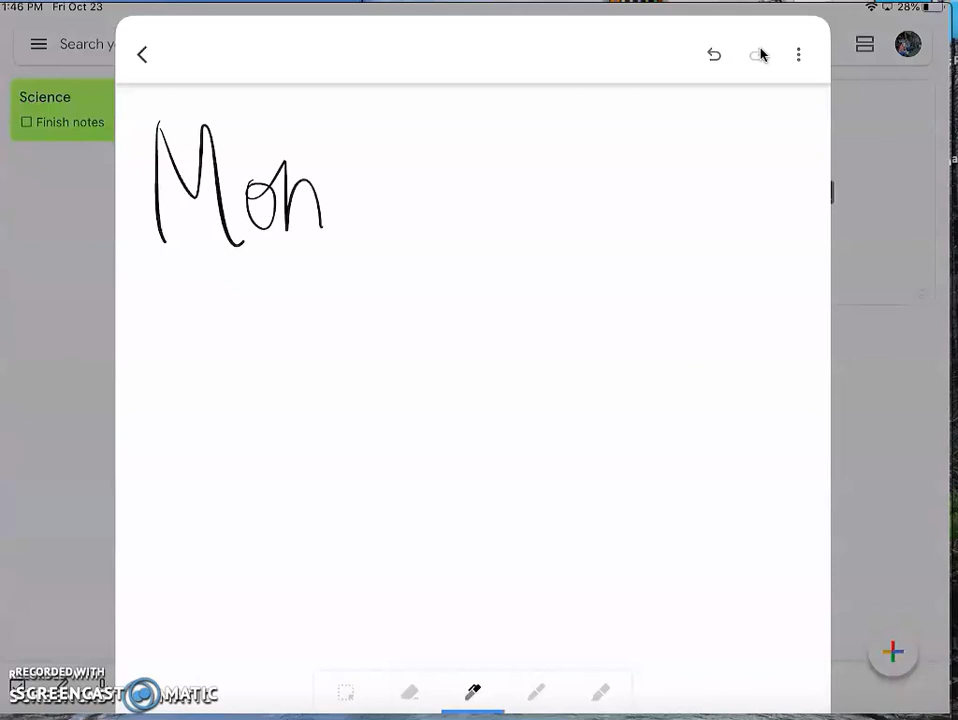 1:46 PM Fri Oct 23 28%
Search y
Science
Finish notes
Mon
RECORDED WITH
SCREENCAST MATIC